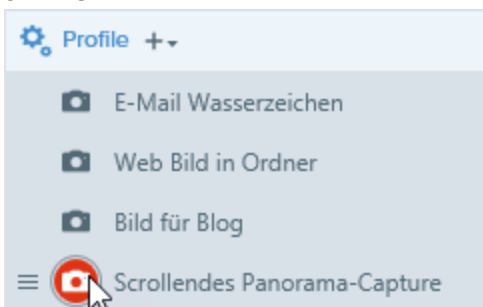 Profile
E-Mail Wasserzeichen
Web Bild in Ordner
Bild für Blog
Scrollendes Panorama-Capture